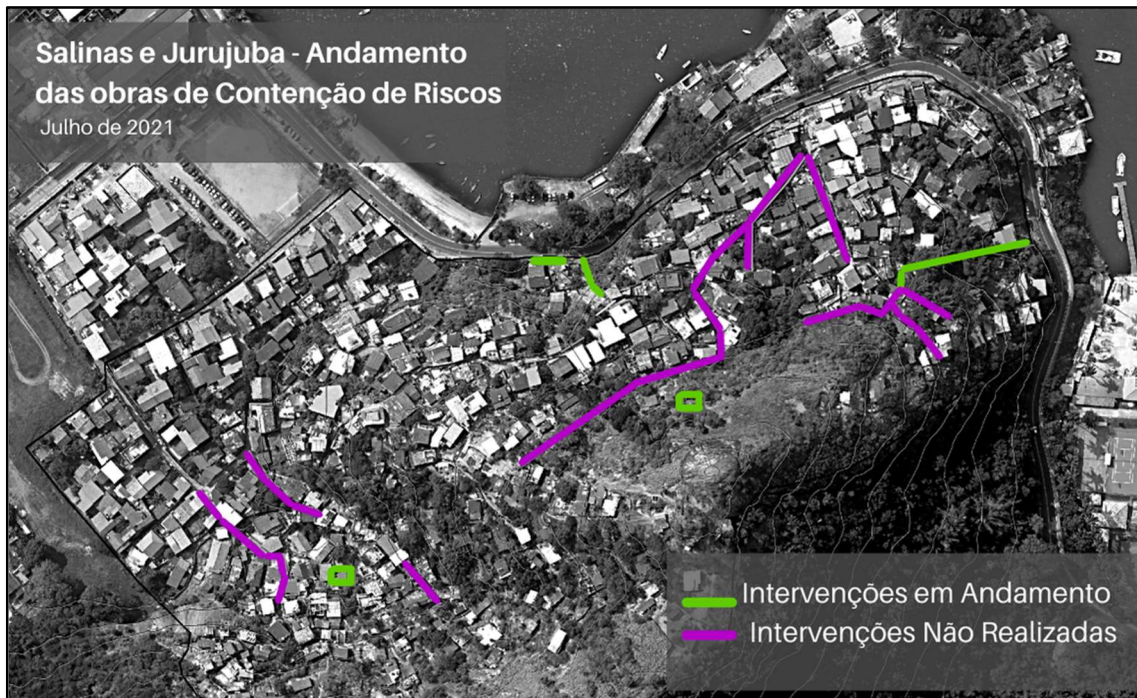 Salinas e Jurujuba - Andamento
das obras de Contenção de Riscos
Julho de 2021
Intervenções em Andamento
Intervenções Não Realizadas